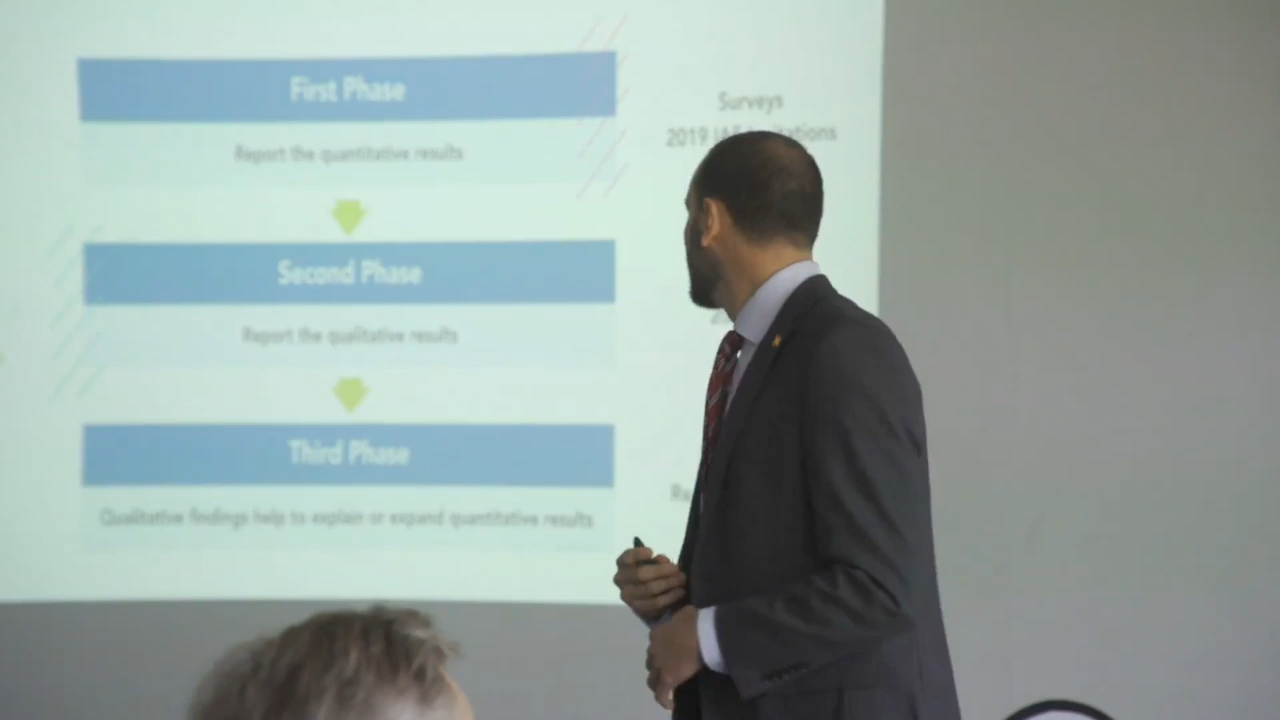 First Phase
Report the quantitative results
Second Phase
Report the qualitative results
Third Phase
Qualitative findings help to explain or expand quantitative results
Surveys
2019